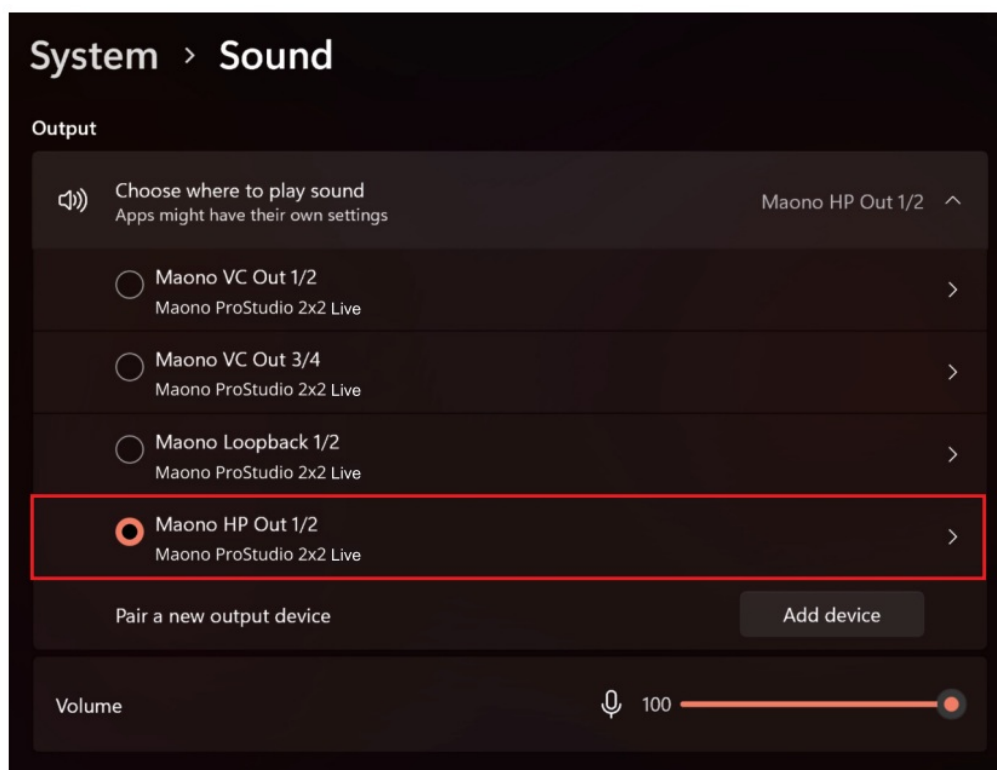 System > Sound
Output
Choose where to play sound
Apps might have their own settings
Maono HP Out 1/2
Maono VC Out 1/2
Maono ProStudio 2x2 Live
Maono VC Out 3/4
Maono ProStudio 2x2 Live
Maono Loopback 1/2
Maono ProStudio 2x2 Live
Maono HP Out 1/2
Maono ProStudio 2x2 Live
Pair a new output device
Add device
Volume
100